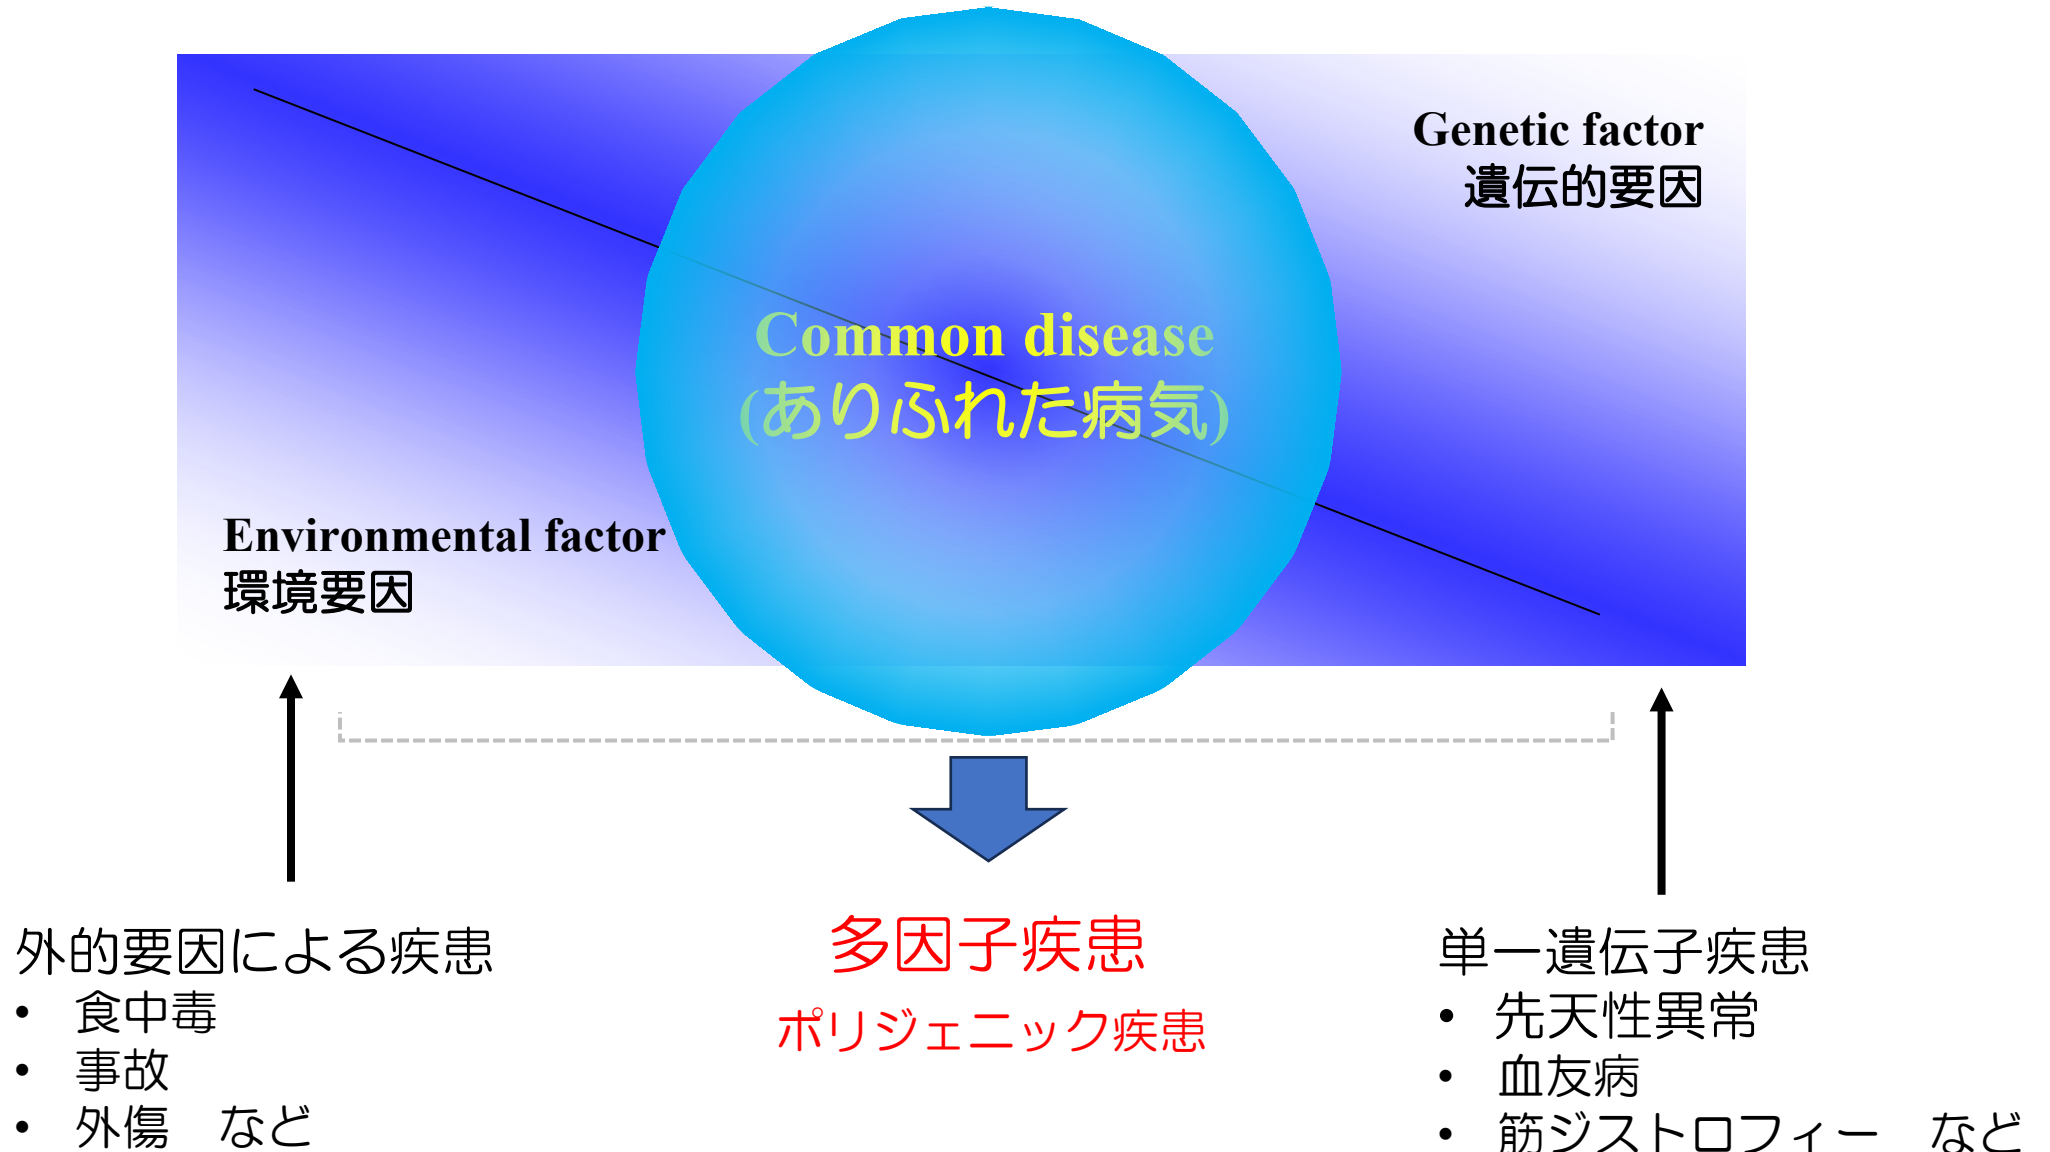 Genetic factor
遺伝的要因
Common disease
(ありふれた病気)
Environmental factor
環境要因
外的要因による疾患
• 食中毒
• 事故
• 外傷　など
多因子疾患
ポリジェニック疾患
単一遺伝子疾患
• 先天性異常
• 血友病
• 筋ジストロフィー　など